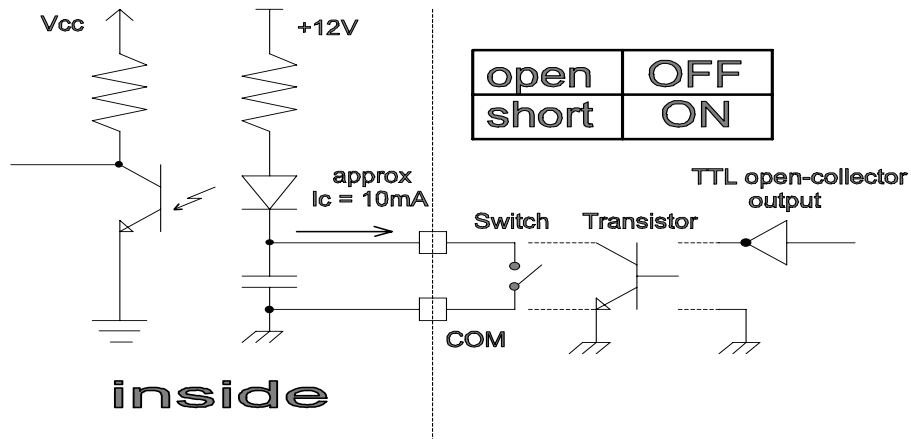 Vcc
+12V
open OFF
short ON
approx
Ic = 10mA
TTL open-collector
output
Switch Transistor
COM
inside